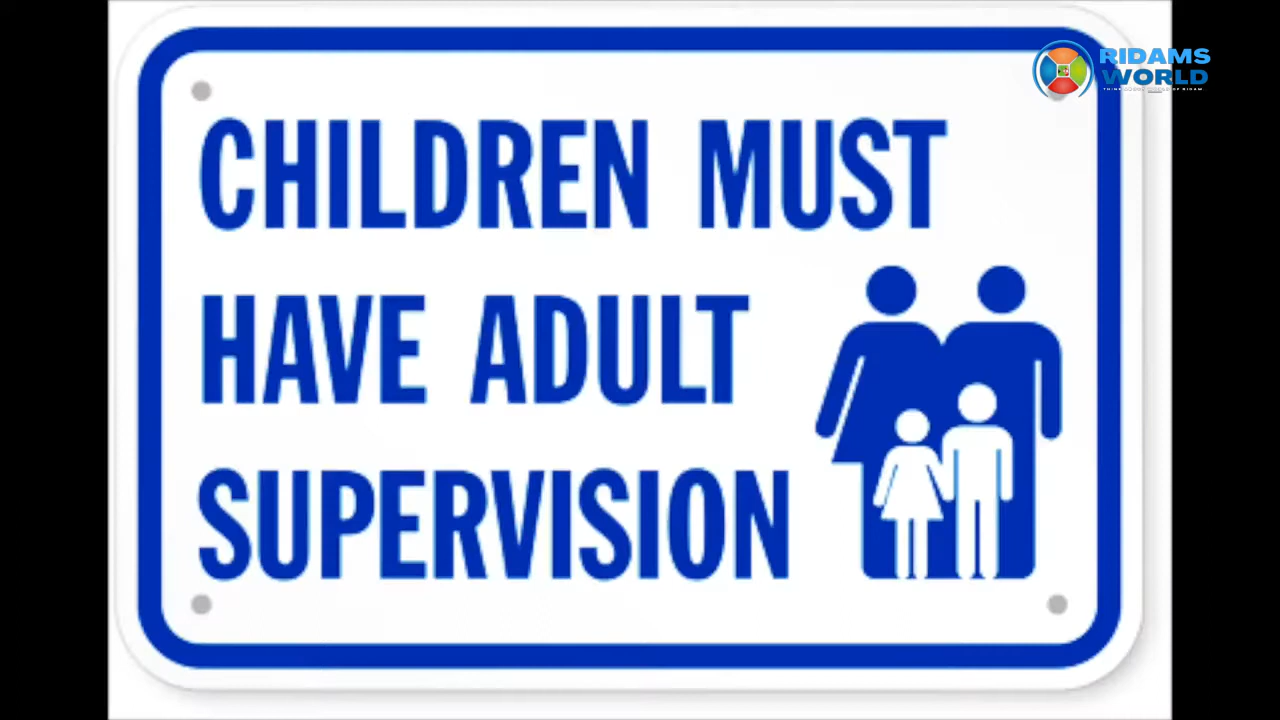 RIDAMS
WORLD
CHILDREN MUST
HAVE ADULT
SUPERVISION